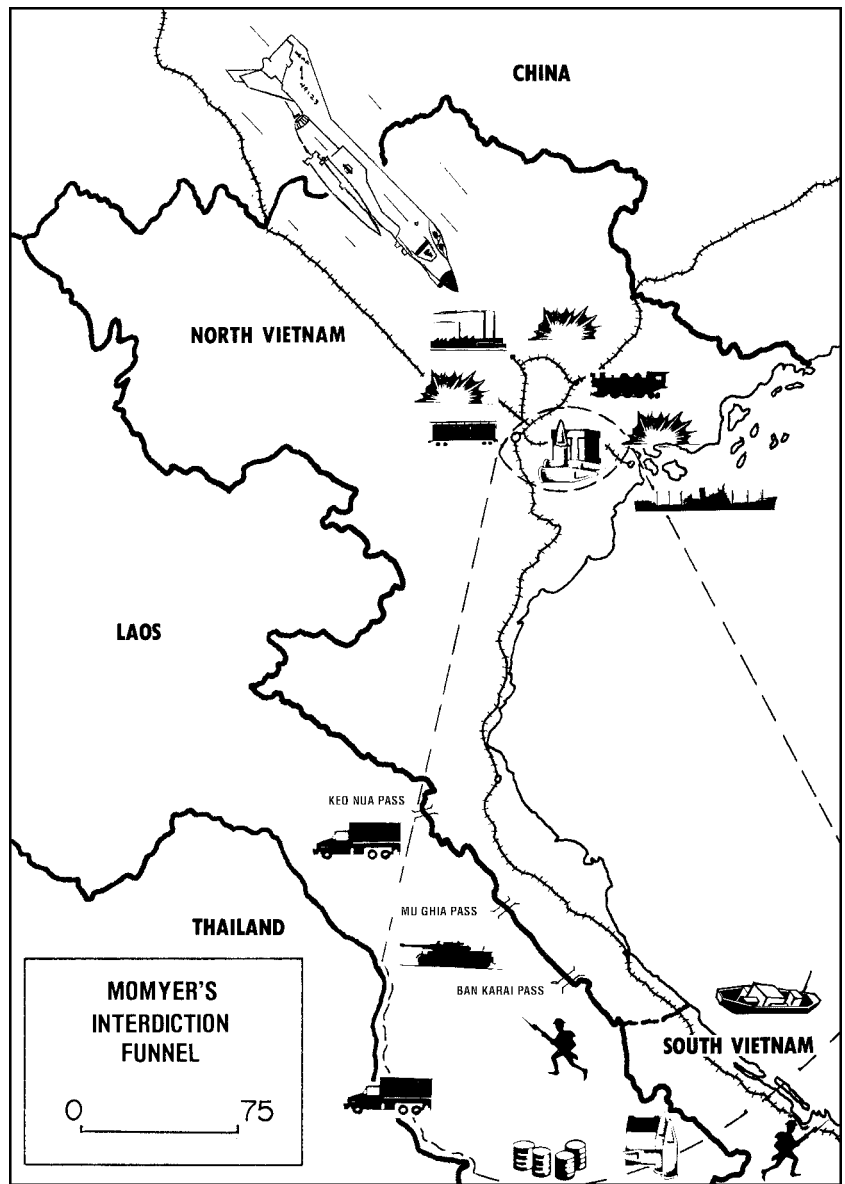 CHINA
NORTH VIETNAM
LAOS
KEO NUA PASS
MU GHIA PASS
THAILAND
BAN KARAI PASS
SOUTH VIETNAM
MOMYER'S
INTERDICTION
FUNNEL
0 75